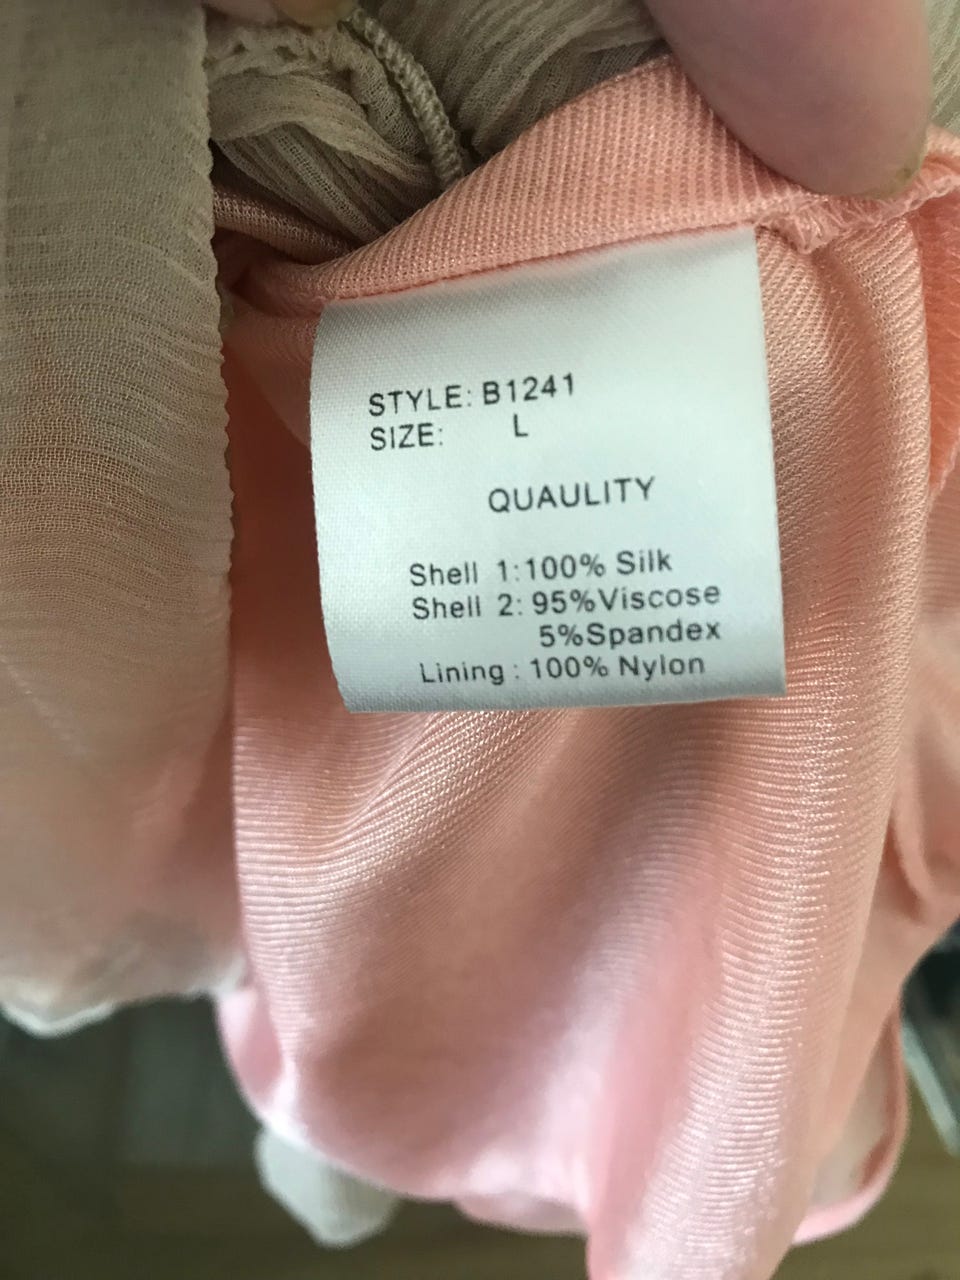 STYLE: B1241
SIZE: L
QUAULITY
Shell 1:100% Silk
Shell 2: 95%Viscose
5%Spandex
Lining : 100% Nylon